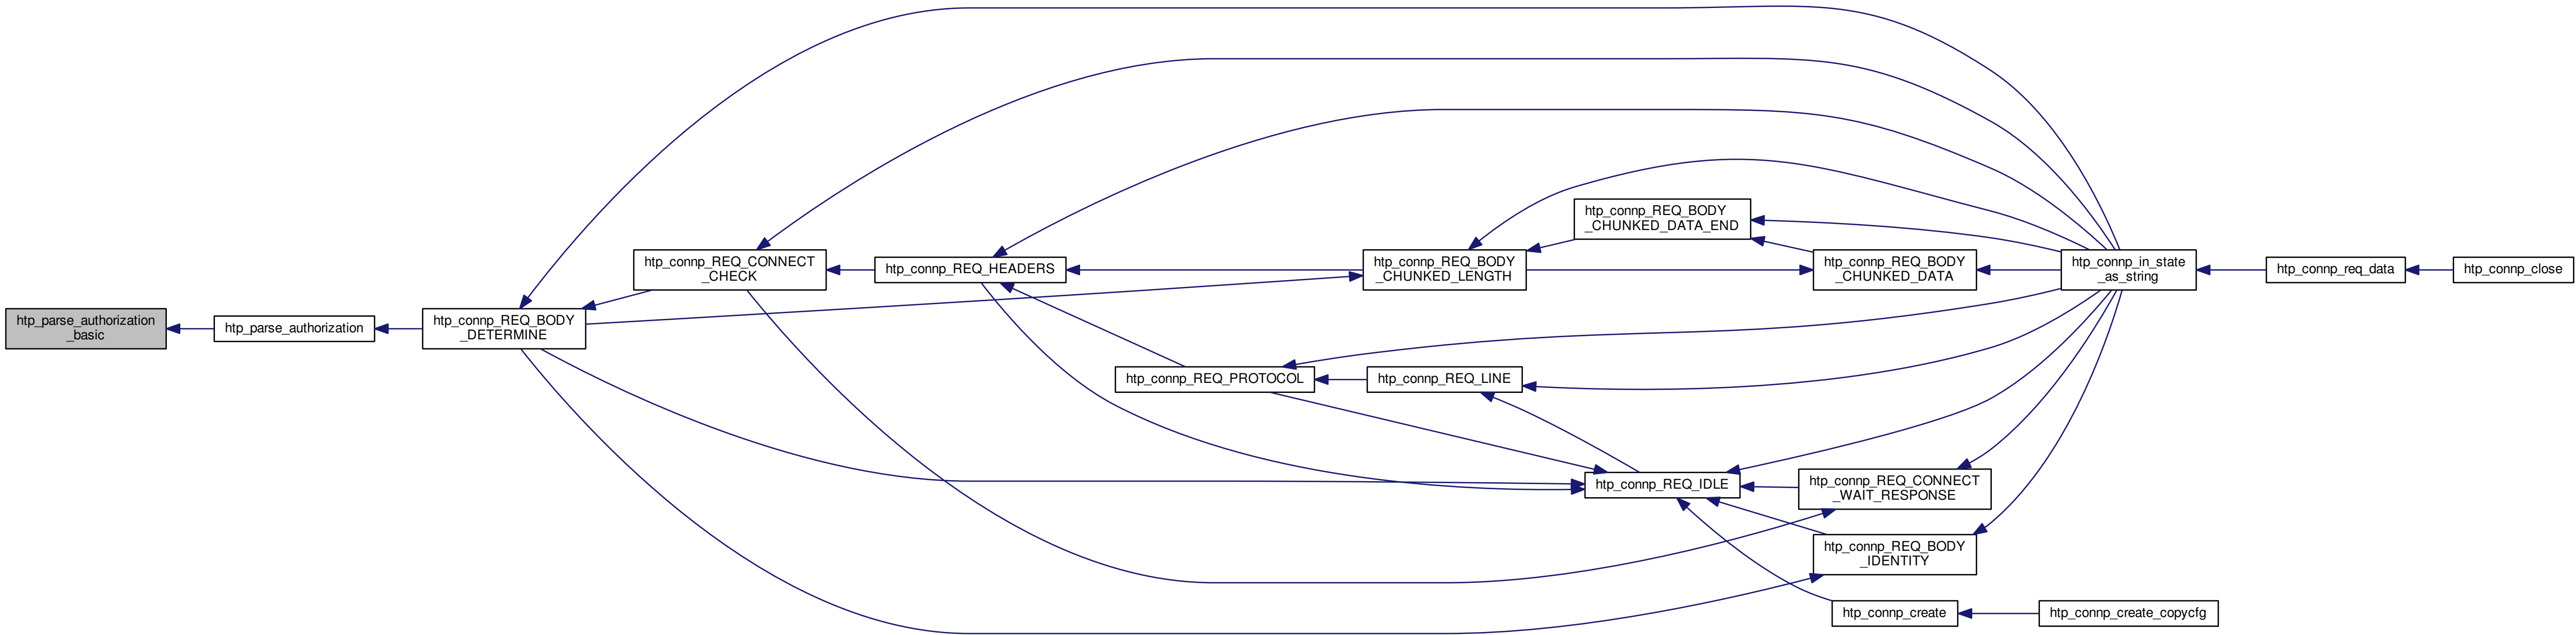 htp_parse_authorization
_basic
htp_parse_authorization
htp_connp_REQ_BODY
_DETERMINE
htp_connp_REQ_CONNECT
_CHECK
htp_connp_REQ_HEADERS
htp_connp_REQ_PROTOCOL
htp_connp_REQ_BODY
_CHUNKED_LENGTH
htp_connp_REQ_LINE
htp_connp_REQ_BODY
_CHUNKED_DATA_END
htp_connp_REQ_IDLE
htp_connp_REQ_BODY
_CHUNKED_DATA
htp_connp_REQ_CONNECT
_WAIT_RESPONSE
htp_connp_REQ_BODY
_IDENTITY
htp_connp_create
htp_connp_in_state
_as_string
htp_connp_create_copycfg
htp_connp_req_data
htp_connp_close